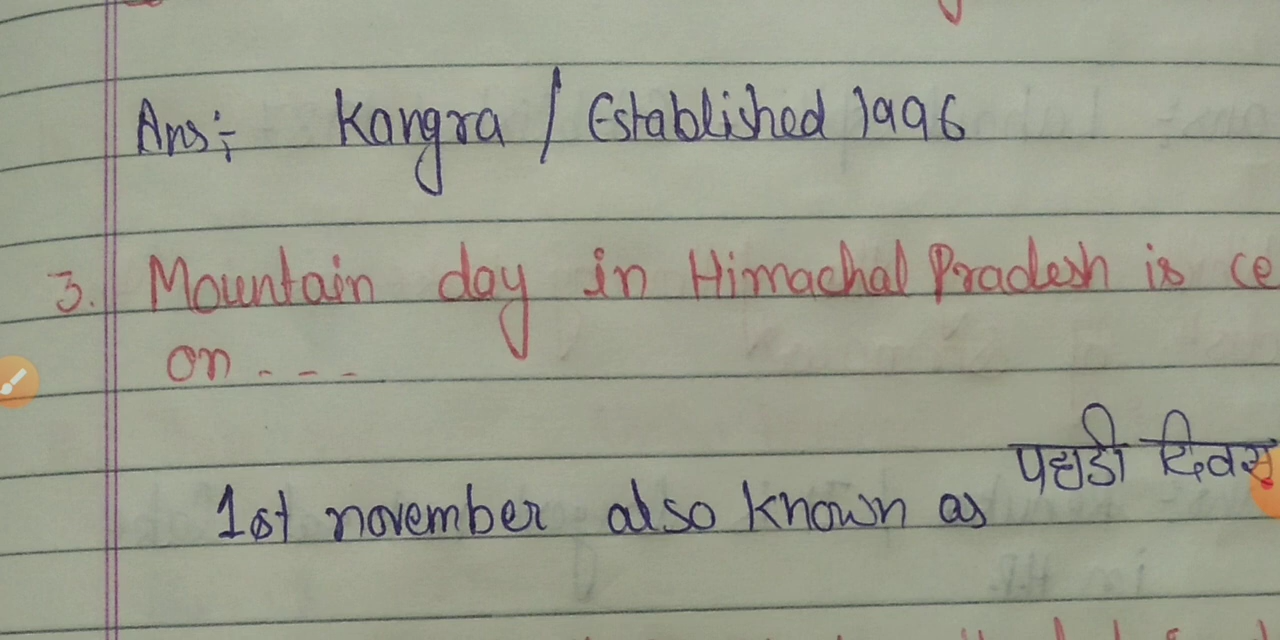 Ans:- Kangra / Established 1996
3. Mountain day in Himachal Pradesh is ce
on ----
1st november also known as पहाडी दिवस